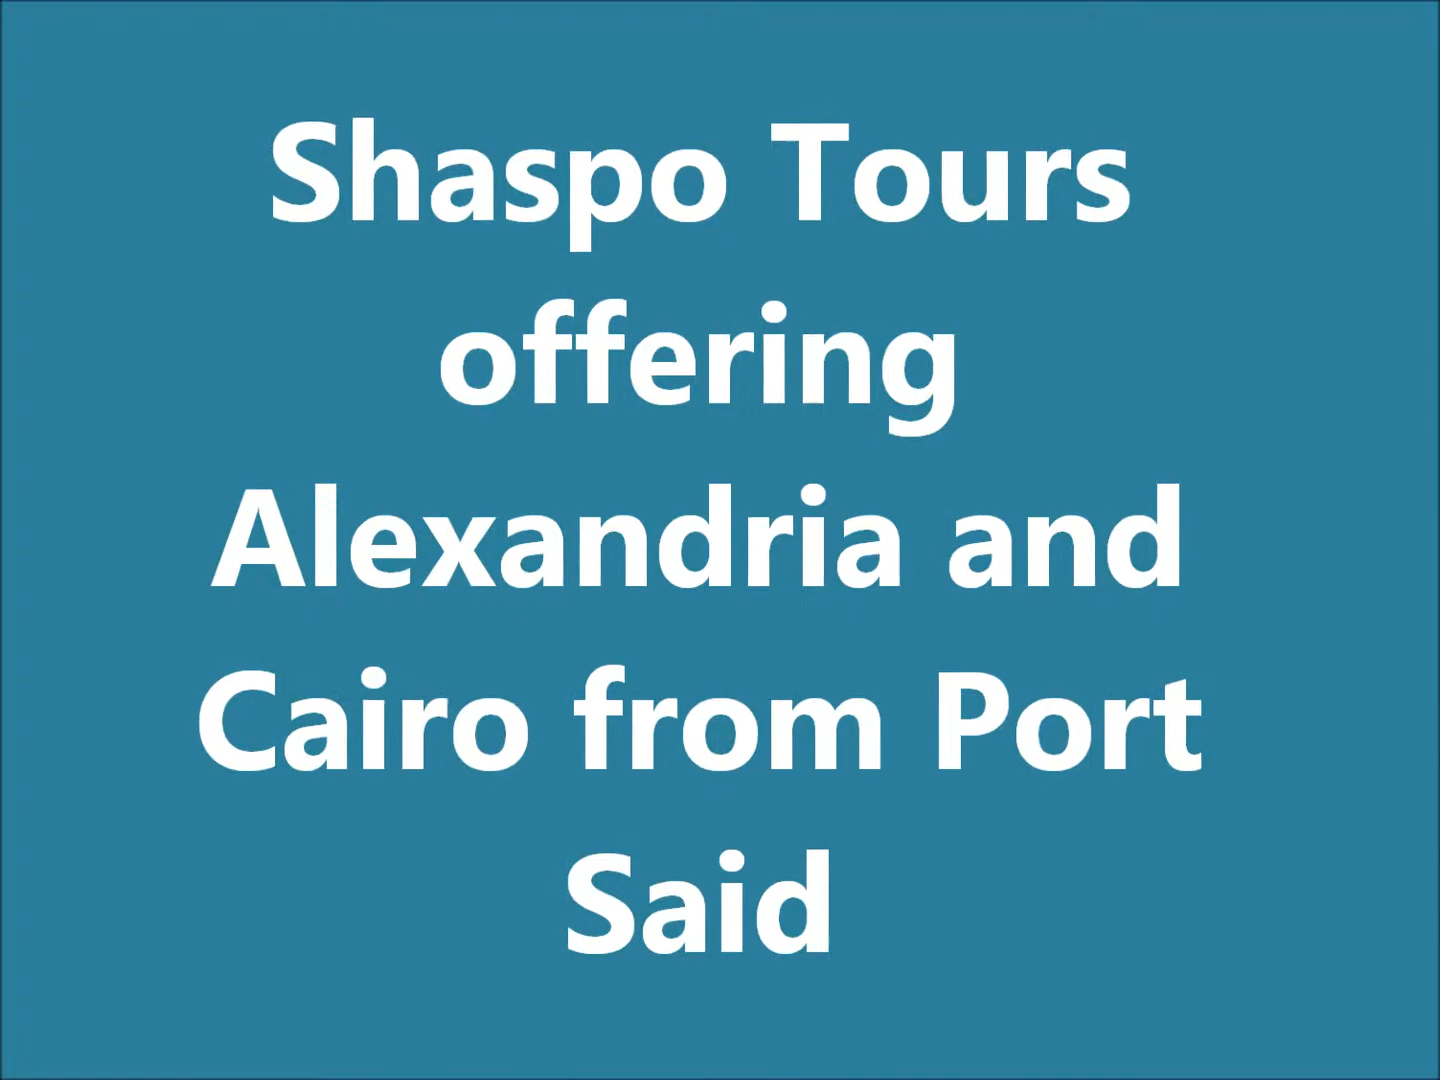 Shaspo Tours
offering
Alexandria and
Cairo from Port
Said